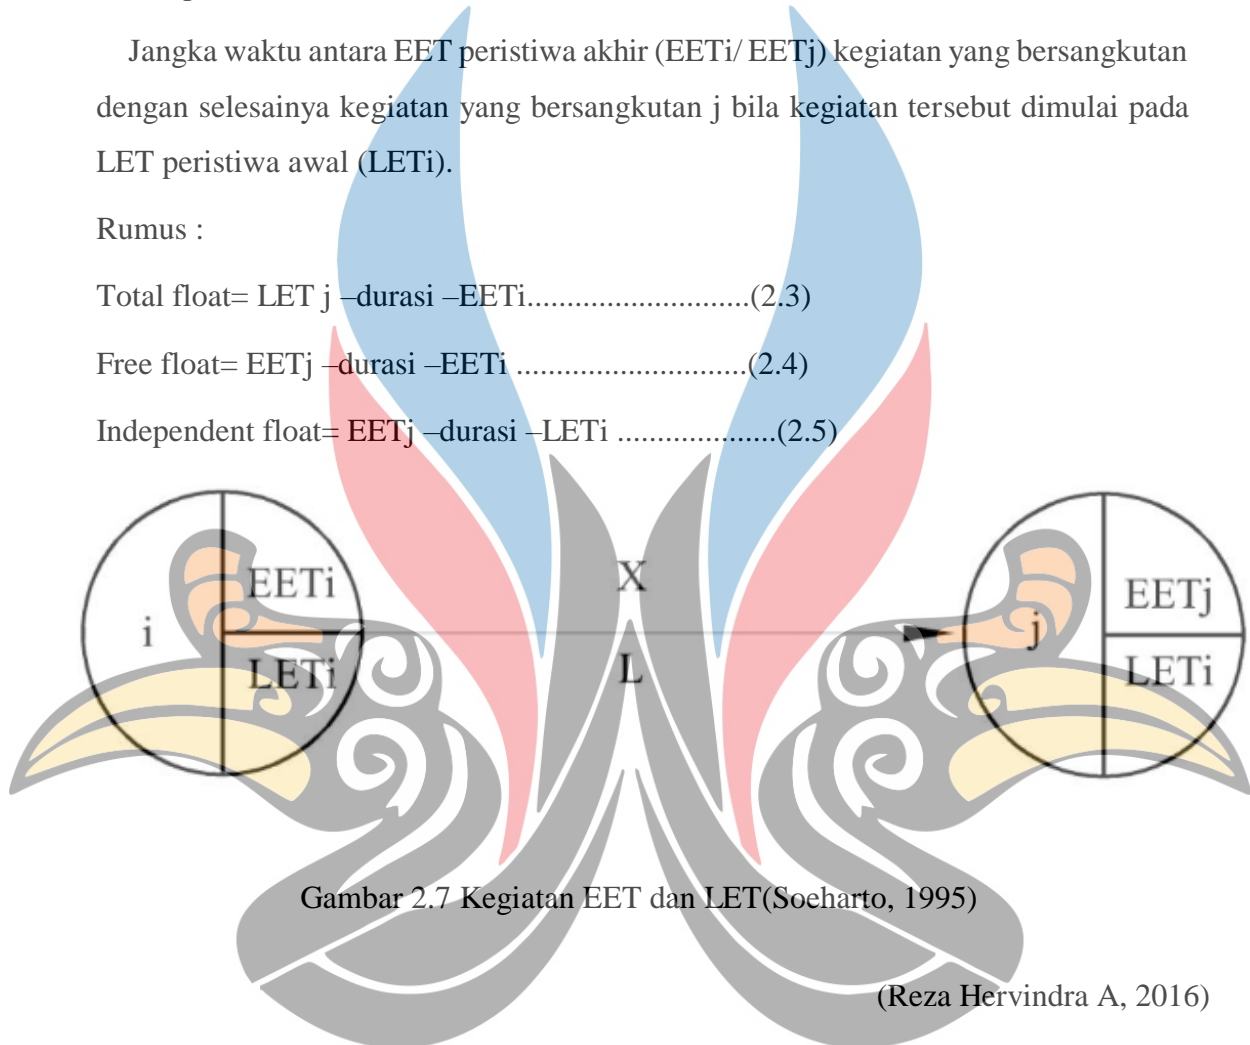 Jangka waktu antara EET peristiwa akhir (EETi/ EETj) kegiatan yang bersangkutan
dengan selesainya kegiatan yang bersangkutan j bila kegiatan tersebut dimulai pada
LET peristiwa awal (LETi).
Rumus :
Total float= LET j –durasi –EETi...........................(2.3)
Free float= EETj –durasi –EETi ............................(2.4)
Independent float= EETj –durasi –LETi ...................(2.5)
i EETi X j EETj
LETi L LETi
Gambar 2.7 Kegiatan EET dan LET(Soeharto, 1995)
(Reza Hervindra A, 2016)